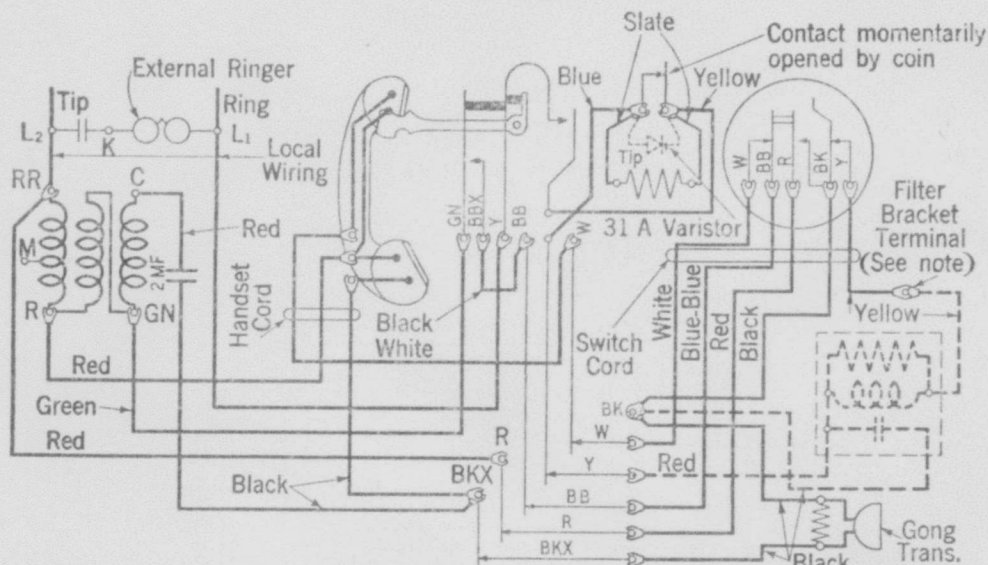 Slate
Contact momentarily
opened by coin
External Ringer
Blue
Yellow
Tip
Ring
L₂
K
L₁
Local
Wiring
Tip
W
BB
R
BK
Y
RR
C
Red
M
2 MF
R
GN
GN
BBX
Y
BB
W
31 A Varistor
Filter
Bracket
Terminal
(See note)
Handset
Cord
Black
White
White
Blue-Blue
Red
Black
Switch
Cord
Yellow
Red
Green
Red
BK
W
R
Y
Red
BKX
Black
BB
R
BKX
Gong
Trans.
Black